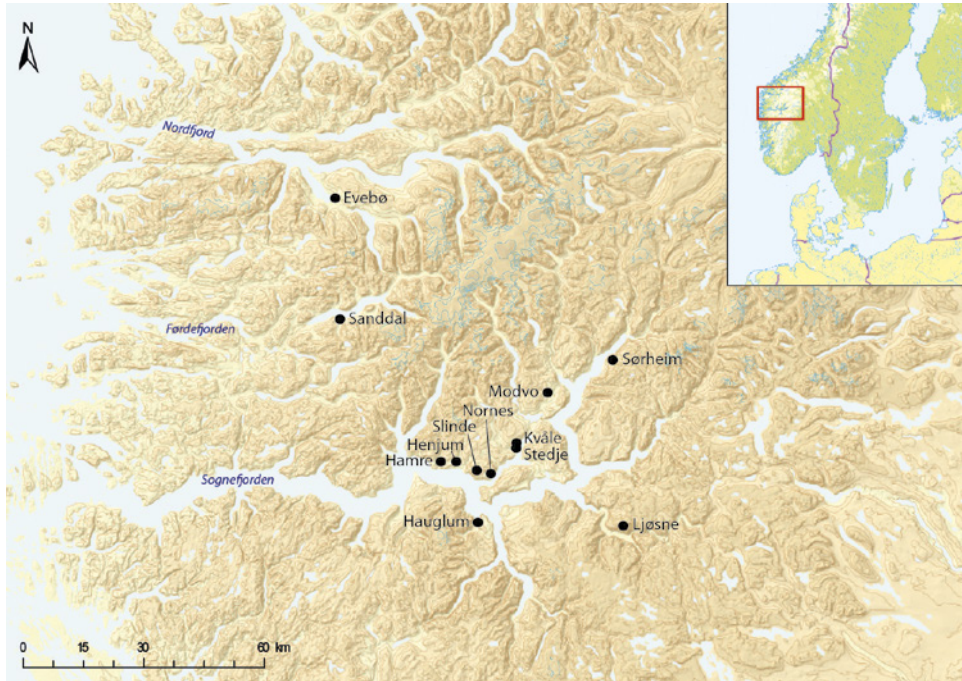 N
Nordfjord
Evebø
Sanddal
Førdefjorden
Sørheim
Modvo
Nornes
Slinde
Kvåle
Henjum
Stedje
Hamre
Sognefjorden
Hauglum
Ljøsne
0 15 30 60 km